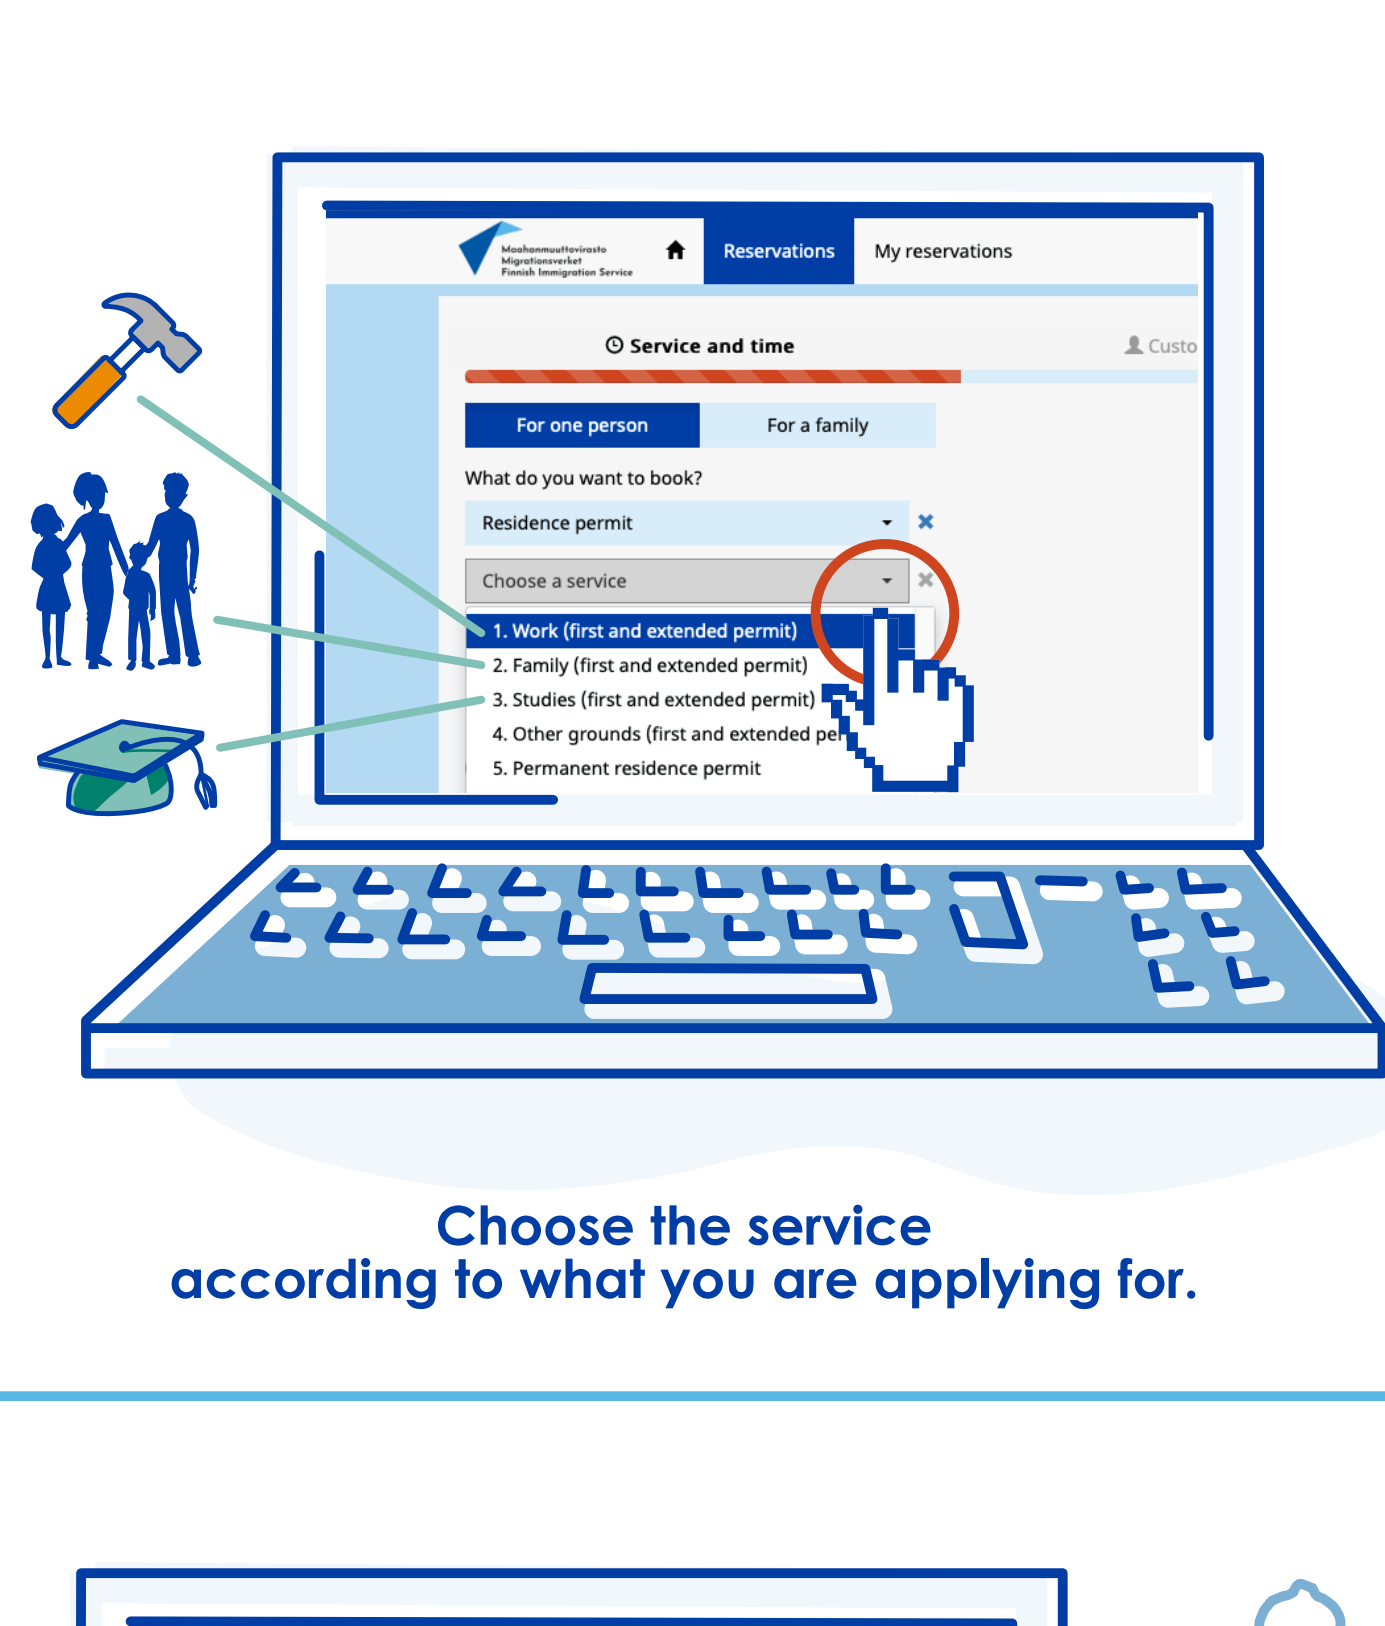 Maahanmuuttovirasto
Migrationsverket
Finnish Immigration Service
Reservations
My reservations
Service and time
Custo
For one person
For a family
What do you want to book?
Residence permit
Choose a service
1. Work (first and extended permit)
2. Family (first and extended permit)
3. Studies (first and extended permit)
4. Other grounds (first and extended per
5. Permanent residence permit
Choose the service
according to what you are applying for.